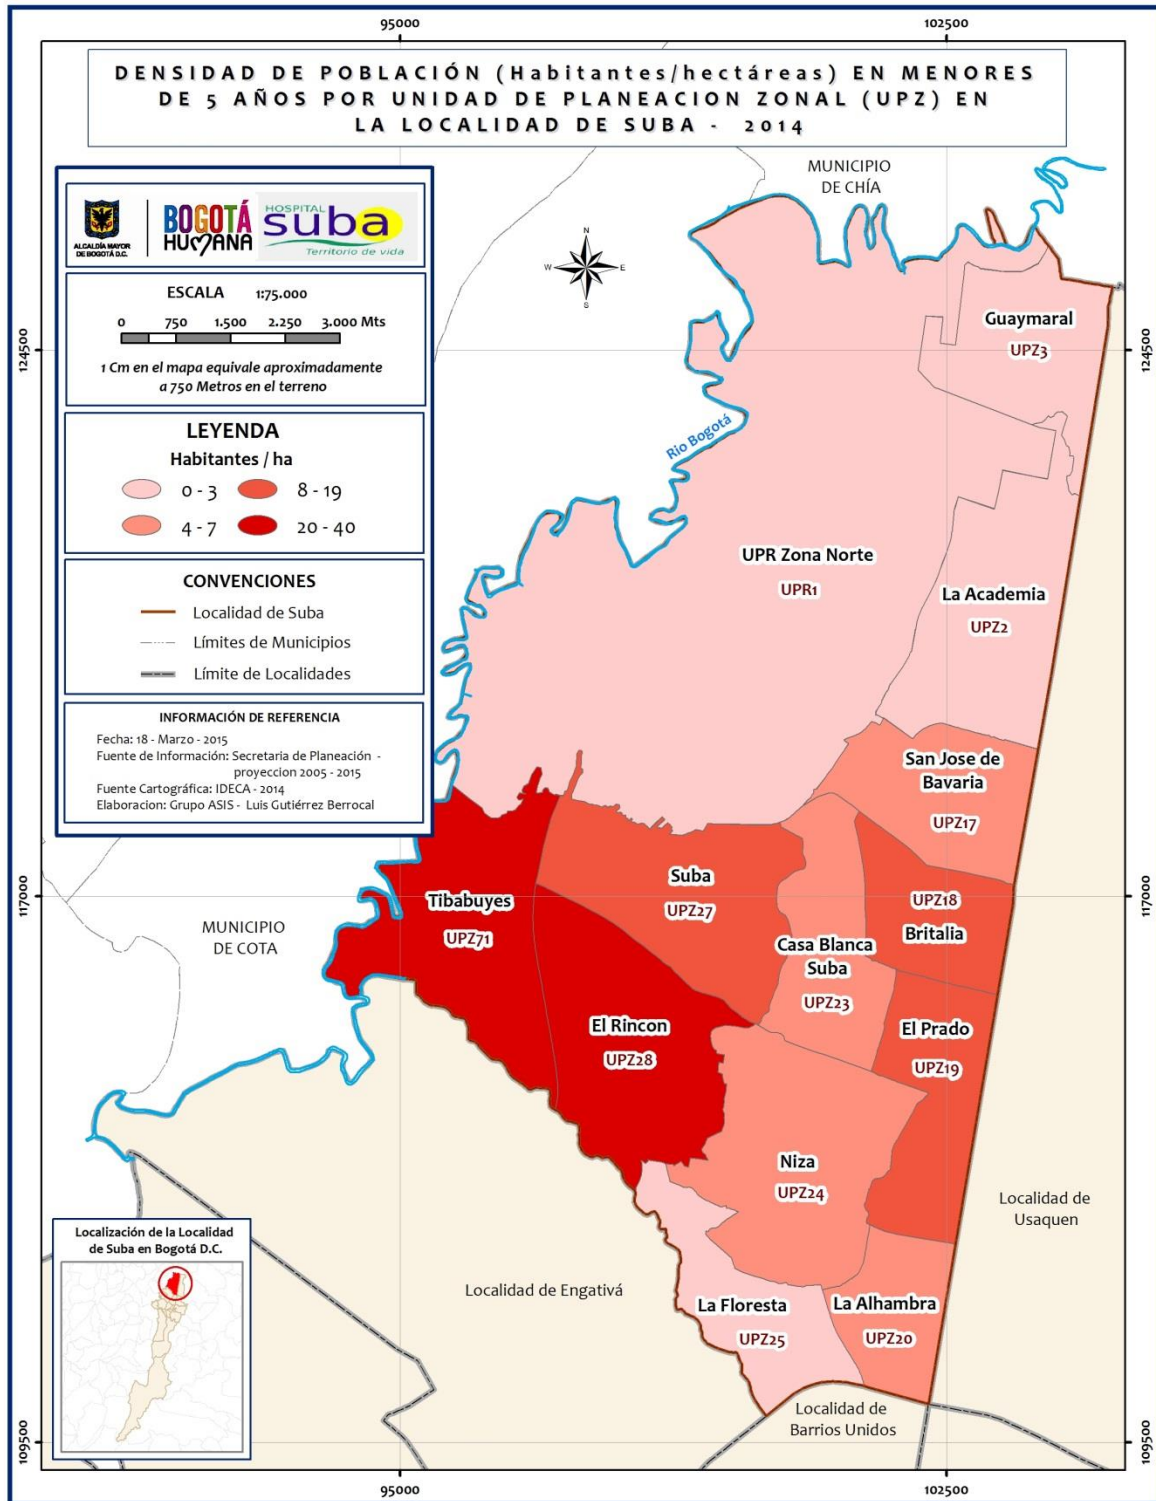 95000
102500
DENSIDAD DE POBLACIÓN (Habitantes/hectáreas) EN MENORES
DE 5 AÑOS POR UNIDAD DE PLANEACION ZONAL (UPZ) EN
LA LOCALIDAD DE SUBA - 2014
ALCALDÍA MAYOR
DE BOGOTÁ D.C.
BOGOTÁ
HUMANA
HOSPITAL
suba
Territorio de vida
ESCALA 1:75.000
0 750 1.500 2.250 3.000 Mts
1 Cm en el mapa equivale aproximadamente
a 750 Metros en el terreno
LEYENDA
Habitantes / ha
0 - 3
8 - 19
4 - 7
20 - 40
CONVENCIONES
Localidad de Suba
Límites de Municipios
Límite de Localidades
INFORMACIÓN DE REFERENCIA
Fecha: 18 - Marzo - 2015
Fuente de Información: Secretaria de Planeación -
proyeccion 2005 - 2015
Fuente Cartográfica: IDECA - 2014
Elaboracion: Grupo ASIS - Luis Gutiérrez Berrocal
N
W
E
S
MUNICIPIO
DE CHÍA
Guaymaral
UPZ3
124500
124500
Rio Bogotá
UPR Zona Norte
UPR1
La Academia
UPZ2
San Jose de
Bavaria
UPZ17
Suba
UPZ27
Tibabuyes
UPZ71
UPZ18
Britalia
117000
117000
MUNICIPIO
DE COTA
Casa Blanca
Suba
UPZ23
El Rincon
UPZ28
El Prado
UPZ19
Niza
UPZ24
Localidad de
Usaquen
Localización de la Localidad
de Suba en Bogotá D.C.
Localidad de Engativá
La Floresta
UPZ25
La Alhambra
UPZ20
Localidad de
Barrios Unidos
109500
109500
95000
102500